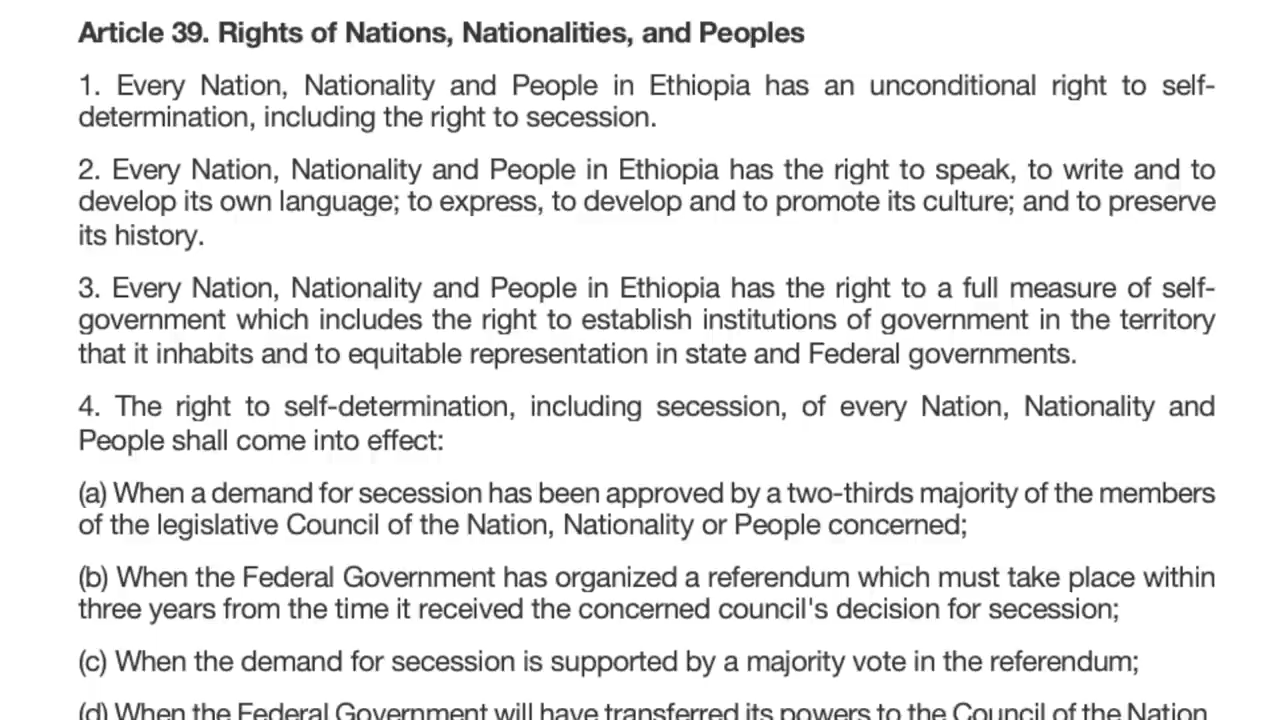 Article 39. Rights of Nations, Nationalities, and Peoples
1. Every Nation, Nationality and People in Ethiopia has an unconditional right to self-
determination, including the right to secession.
2. Every Nation, Nationality and People in Ethiopia has the right to speak, to write and to
develop its own language; to express, to develop and to promote its culture; and to preserve
its history.
3. Every Nation, Nationality and People in Ethiopia has the right to a full measure of self-
government which includes the right to establish institutions of government in the territory
that it inhabits and to equitable representation in state and Federal governments.
4. The right to self-determination, including secession, of every Nation, Nationality and
People shall come into effect:
(a) When a demand for secession has been approved by a two-thirds majority of the members
of the legislative Council of the Nation, Nationality or People concerned;
(b) When the Federal Government has organized a referendum which must take place within
three years from the time it received the concerned council's decision for secession;
(c) When the demand for secession is supported by a majority vote in the referendum;
(d) When the Federal Government will have transferred its powers to the Council of the Nation,